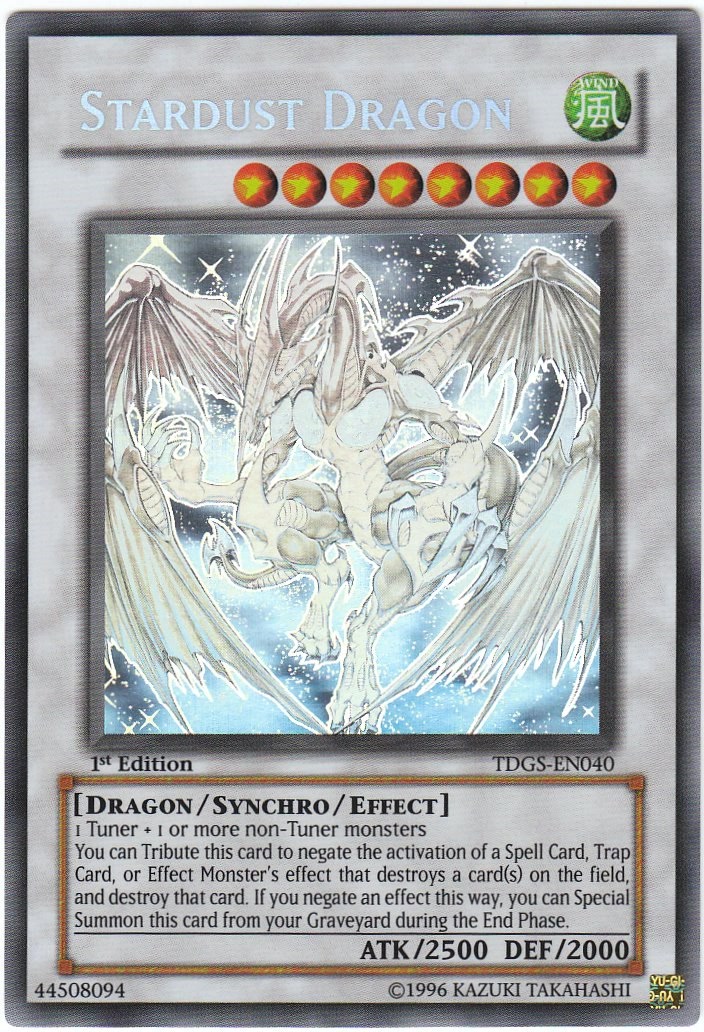 STARDUST DRAGON
WIND
風
1st Edition
TDGS-EN040
[DRAGON/SYNCHRO/EFFECT]
1 Tuner + 1 or more non-Tuner monsters
You can Tribute this card to negate the activation of a Spell Card, Trap
Card, or Effect Monster's effect that destroys a card(s) on the field,
and destroy that card. If you negate an effect this way, you can Special
Summon this card from your Graveyard during the End Phase.
ATK/2500 DEF/2000
44508094
©1996 KAZUKI TAKAHASHI
YU-GI-